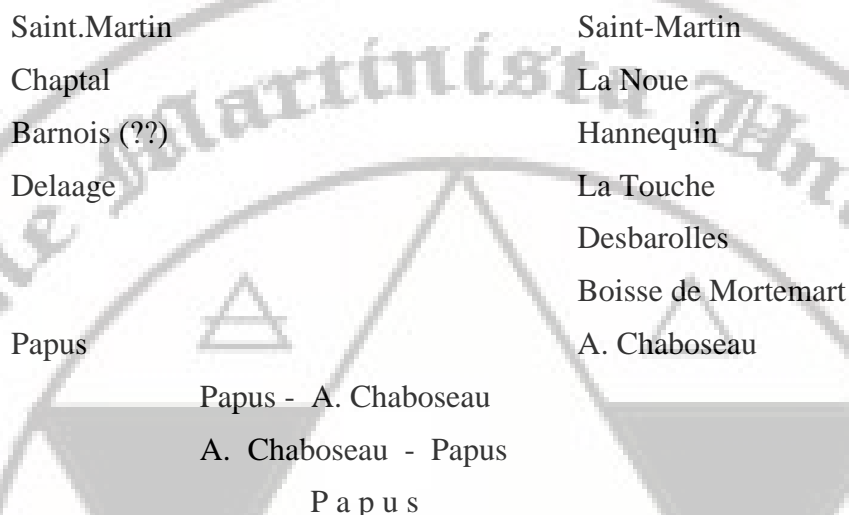 Saint.Martin Saint-Martin
Chaptal La Noue
Barnois (??) Hannequin
Delaage La Touche
Desbarolles
Boisse de Mortemart
Papus A. Chaboseau
Papus - A. Chaboseau
A. Chaboseau - Papus
P a p u s
Martinista